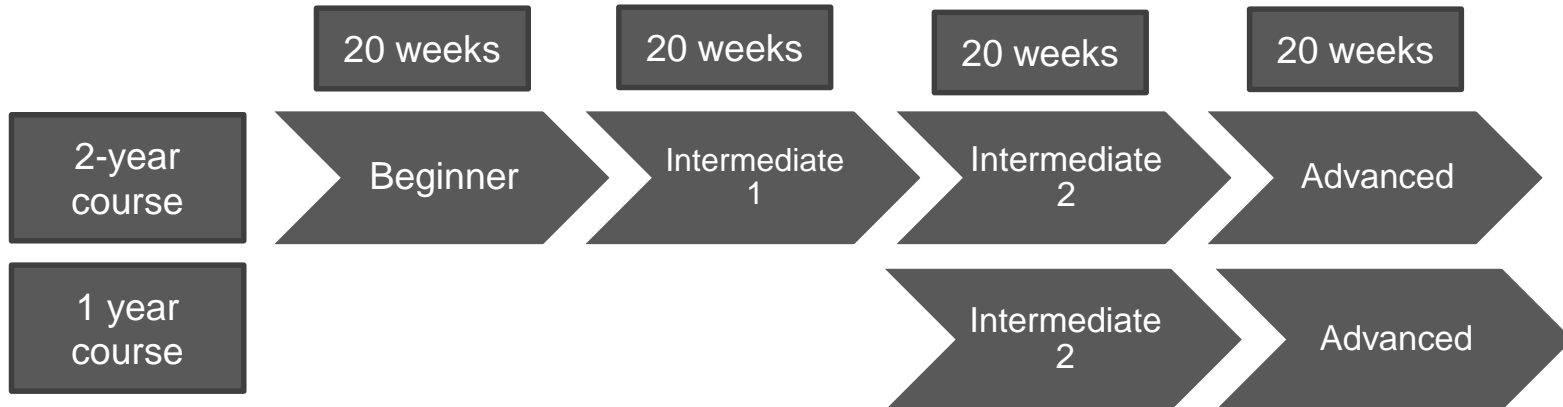 20 weeks
20 weeks
20 weeks
20 weeks
2-year
course
Beginner
Intermediate
1
Intermediate
2
Advanced
1 year
course
Intermediate
2
Advanced